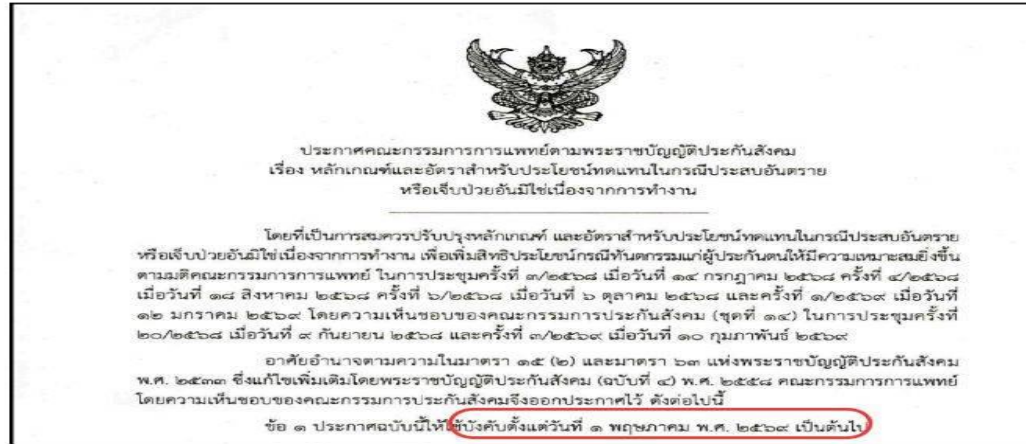 ประกาศคณะกรรมการการแพทย์ตามพระราชบัญญัติประกันสังคม
เรื่อง หลักเกณฑ์และอัตราสำหรับประโยชน์ทดแทนในกรณีประสบอันตราย
หรือเจ็บป่วยอันมิใช่เนื่องจากการทำงาน
โดยที่เป็นการสมควรปรับปรุงหลักเกณฑ์ และอัตราสำหรับประโยชน์ทดแทนในกรณีประสบอันตราย
หรือเจ็บป่วยอันมิใช่เนื่องจากการทำงาน เพื่อเพิ่มสิทธิประโยชน์กรณีทันตกรรมแก่ผู้ประกันตนให้มีความเหมาะสมยิ่งขึ้น
ตามมติคณะกรรมการการแพทย์ ในการประชุมครั้งที่ ๓/๒๕๖๘ เมื่อวันที่ ๑๔ กรกฎาคม ๒๕๖๘ ครั้งที่ ๔/๒๕๖๘
เมื่อวันที่ ๑๘ สิงหาคม ๒๕๖๘ ครั้งที่ ๖/๒๕๖๘ เมื่อวันที่ ๖ ตุลาคม ๒๕๖๘ และครั้งที่ ๑/๒๕๖๙ เมื่อวันที่
๑๒ มกราคม ๒๕๖๙ โดยความเห็นชอบของคณะกรรมการประกันสังคม (ชุดที่ ๑๔) ในการประชุมครั้งที่
๒๐/๒๕๖๘ เมื่อวันที่ ๙ กันยายน ๒๕๖๘ และครั้งที่ ๓/๒๕๖๙ เมื่อวันที่ ๑๐ กุมภาพันธ์ ๒๕๖๙
อาศัยอำนาจตามความในมาตรา ๑๕ (๒) และมาตรา ๖๓ แห่งพระราชบัญญัติประกันสังคม
พ.ศ. ๒๕๓๓ ซึ่งแก้ไขเพิ่มเติมโดยพระราชบัญญัติประกันสังคม (ฉบับที่ ๔) พ.ศ. ๒๕๕๘ คณะกรรมการการแพทย์
โดยความเห็นชอบของคณะกรรมการประกันสังคมจึงออกประกาศไว้ ดังต่อไปนี้
ข้อ ๑ ประกาศฉบับนี้ให้ใช้บังคับตั้งแต่วันที่ ๑ พฤษภาคม พ.ศ. ๒๕๖๙ เป็นต้นไป